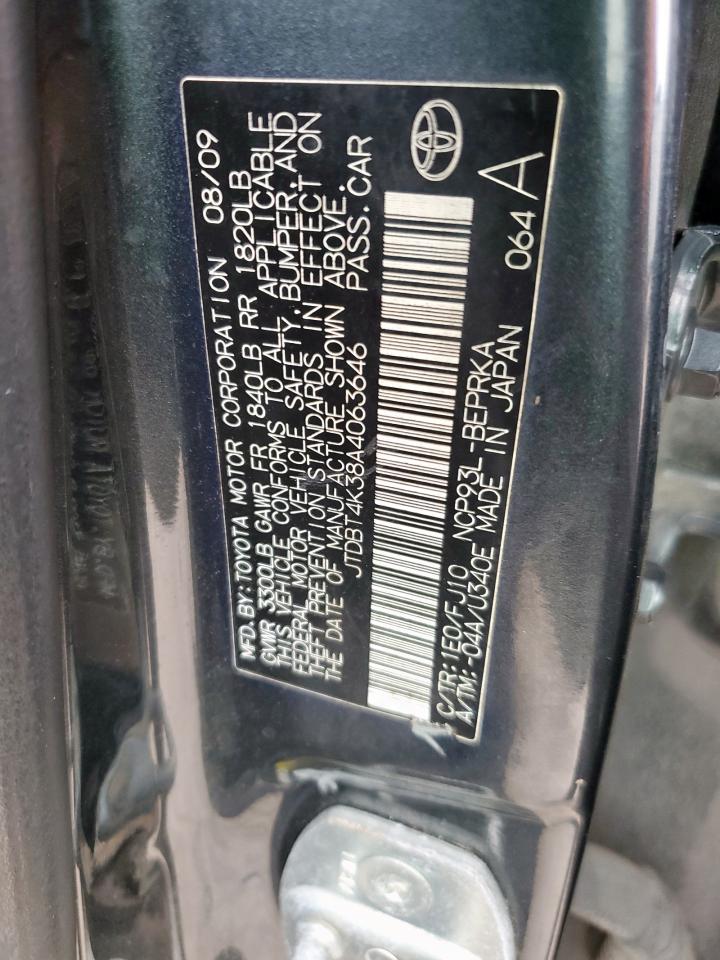 MFD. BY: TOYOTA MOTOR CORPORATION 08/09
GVWR 3300LB GAWR FR 1840LB RR 1820LB
THIS VEHICLE CONFORMS TO ALL APPLICABLE
FEDERAL MOTOR VEHICLE SAFETY, BUMPER, AND
THEFT PREVENTION STANDARDS IN EFFECT ON
THE DATE OF MANUFACTURE SHOWN ABOVE.
JTDBT4K38A4063646 PASS. CAR
C/TR: 1E0/FJ10 NCP93L-BEPRKA
A/TM: -04A/U340E MADE IN JAPAN 064 A